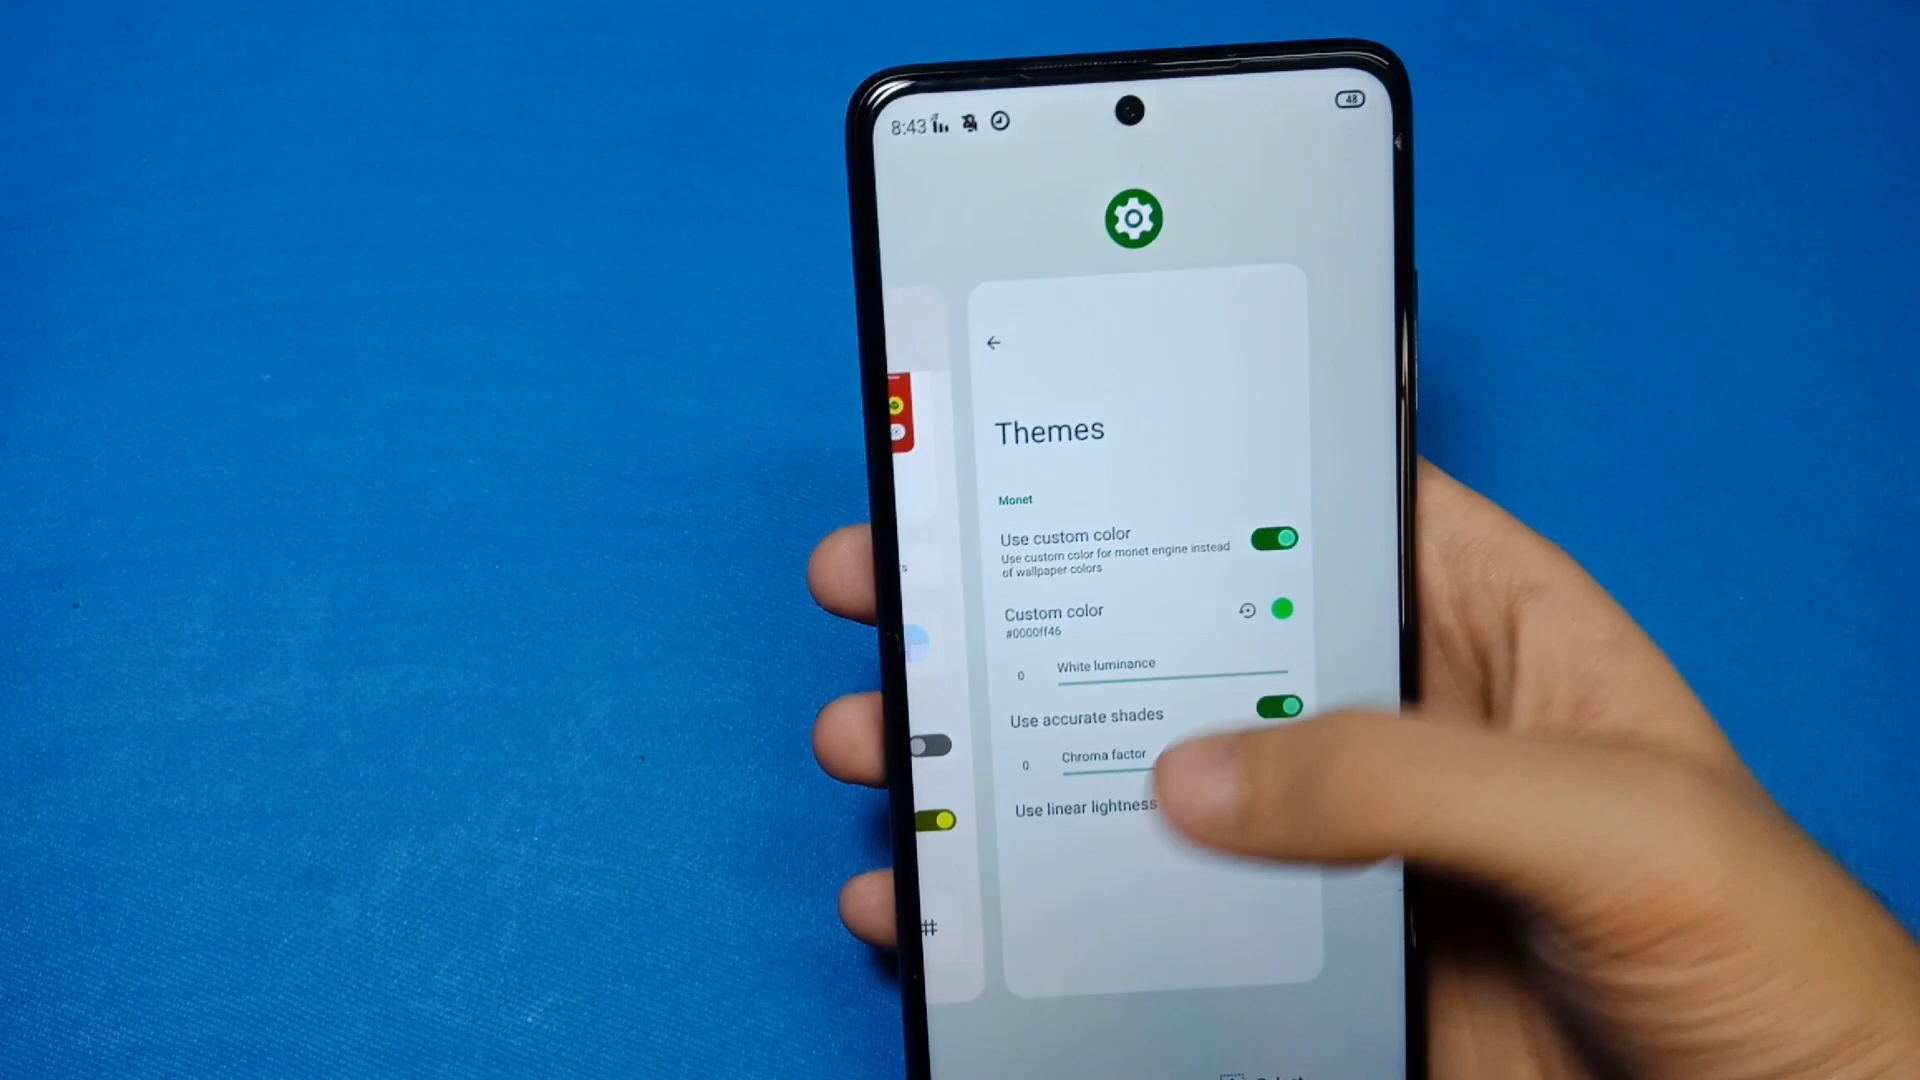 8:43
48
Themes
Monet
Use custom color
Use custom color for monet engine instead
of wallpaper colors
Custom color
#0000ff46
0 White luminance
Use accurate shades
0 Chroma factor
Use linear lightness
s
#